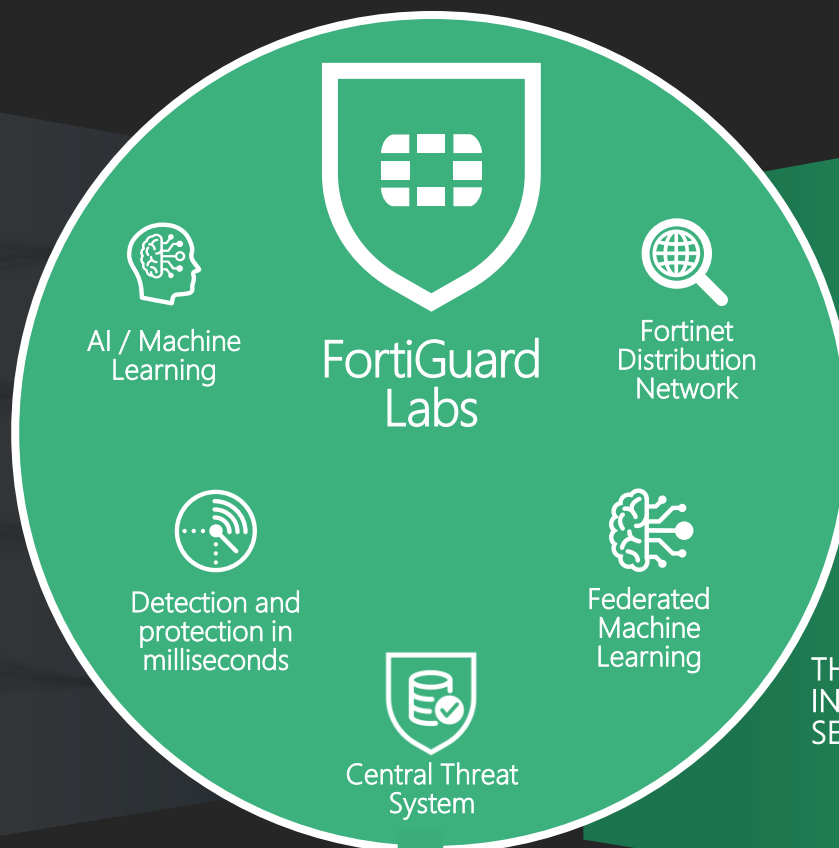 FortiGuard
Labs
AI / Machine
Learning
Fortinet
Distribution
Network
Detection and
protection in
milliseconds
Federated
Machine
Learning
Central Threat
System